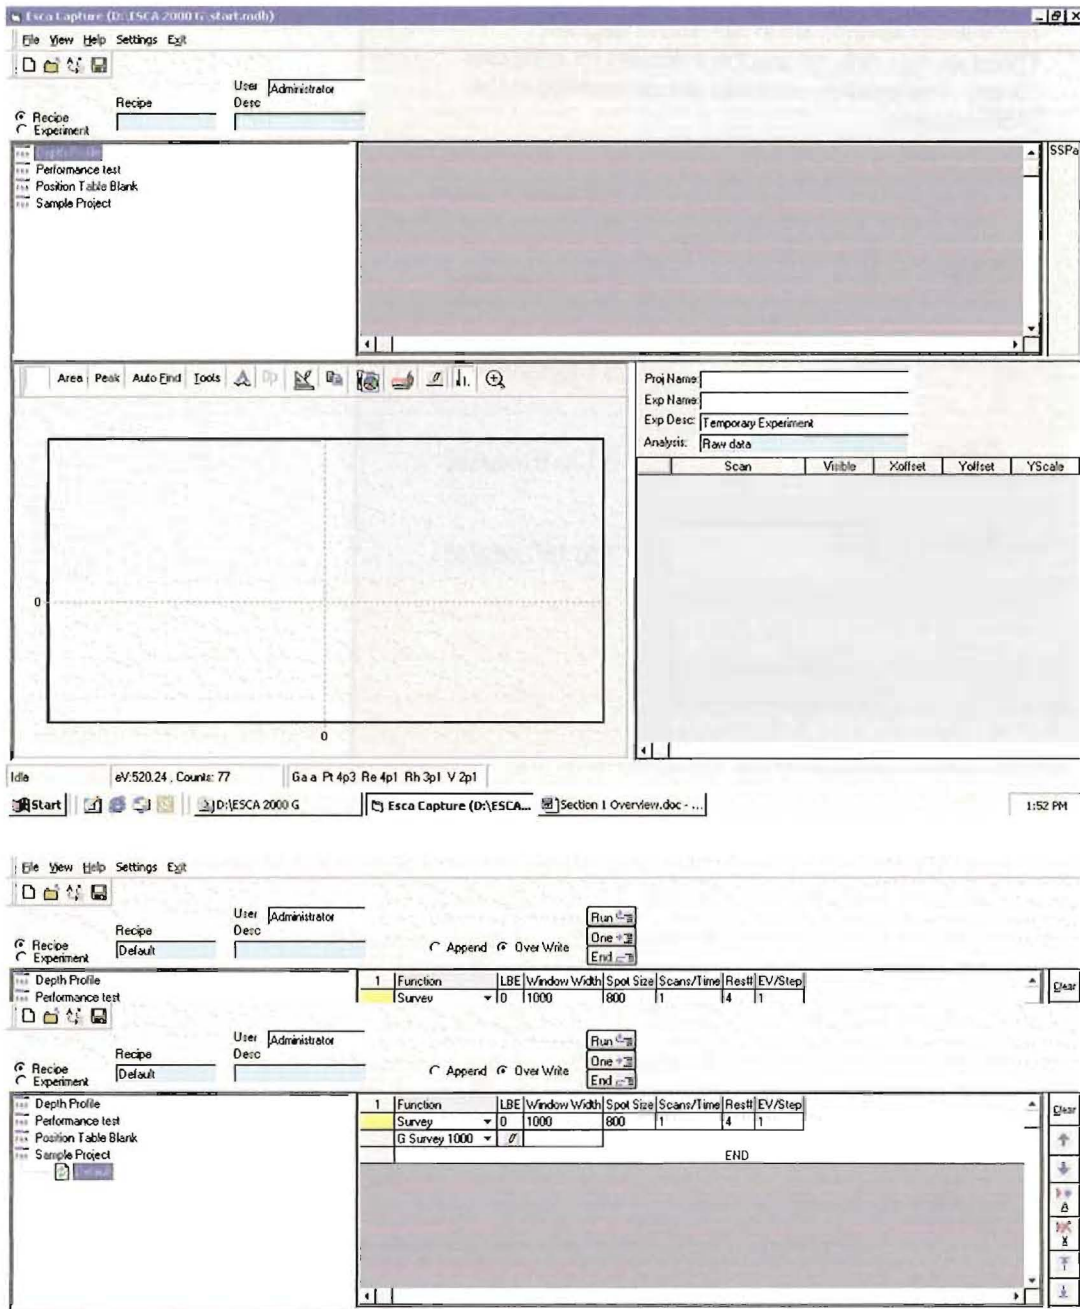 Esca Capture (D:\ESCA 2000 G\start.mdh)
File View Help Settings Exit
User Administrator
Recipe Desc
Recipe
Experiment
Depth Profile SSPa
Performance test
Position Table Blank
Sample Project
Area Peak Auto Find Tools Dp
Proj Name:
Exp Name:
Exp Desc: Temporary Experiment
Analysis: Raw data
Scan Visible Xoffset Yoffset YScale
0
0
Idle eV:520.24 , Counts: 77 Ga a Pt 4p3 Re 4p1 Rh 3p1 V 2p1
Start D:\ESCA 2000 G Esca Capture (D:\ESCA... Section 1 Overview.doc - ... 1:52 PM
File View Help Settings Exit
User Administrator Run
Recipe Desc One
Recipe Default Append Over Write End
Experiment
Depth Profile 1 Function LBE Window Width Spot Size Scans/Time Res# EV/Step Clear
Performance test Survey 0 1000 800 1 4 1
User Administrator Run
Recipe Desc One
Recipe Default Append Over Write End
Experiment
Depth Profile 1 Function LBE Window Width Spot Size Scans/Time Res# EV/Step Clear
Performance test Survey 0 1000 800 1 4 1
Position Table Blank G Survey 1000
Sample Project END
Default
A
X